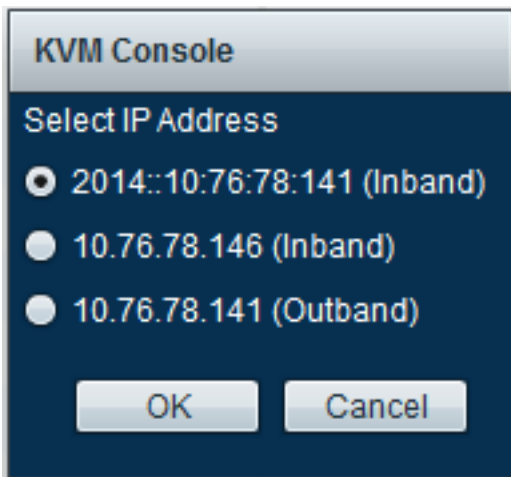 KVM Console
Select IP Address
2014::10:76:78:141 (Inband)
10.76.78.146 (Inband)
10.76.78.141 (Outband)
OK Cancel